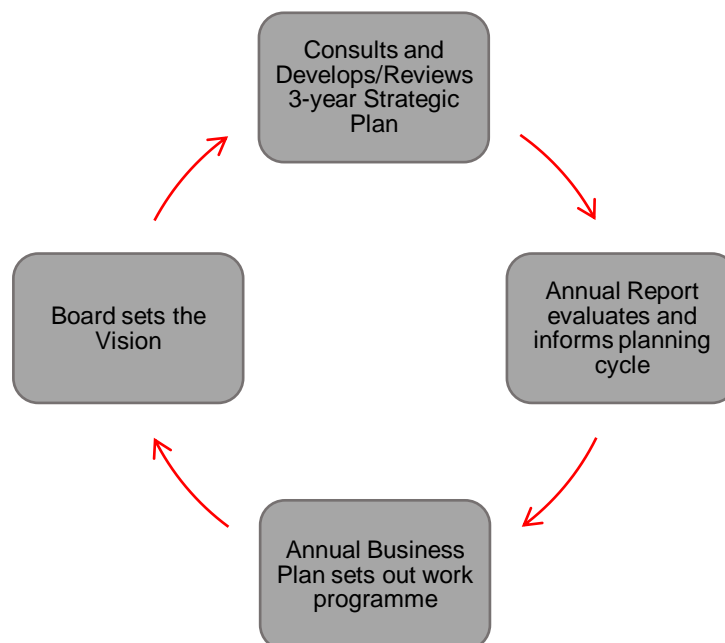 Consults and
Develops/Reviews
3-year Strategic
Plan
Board sets the
Vision
Annual Report
evaluates and
informs planning
cycle
Annual Business
Plan sets out work
programme